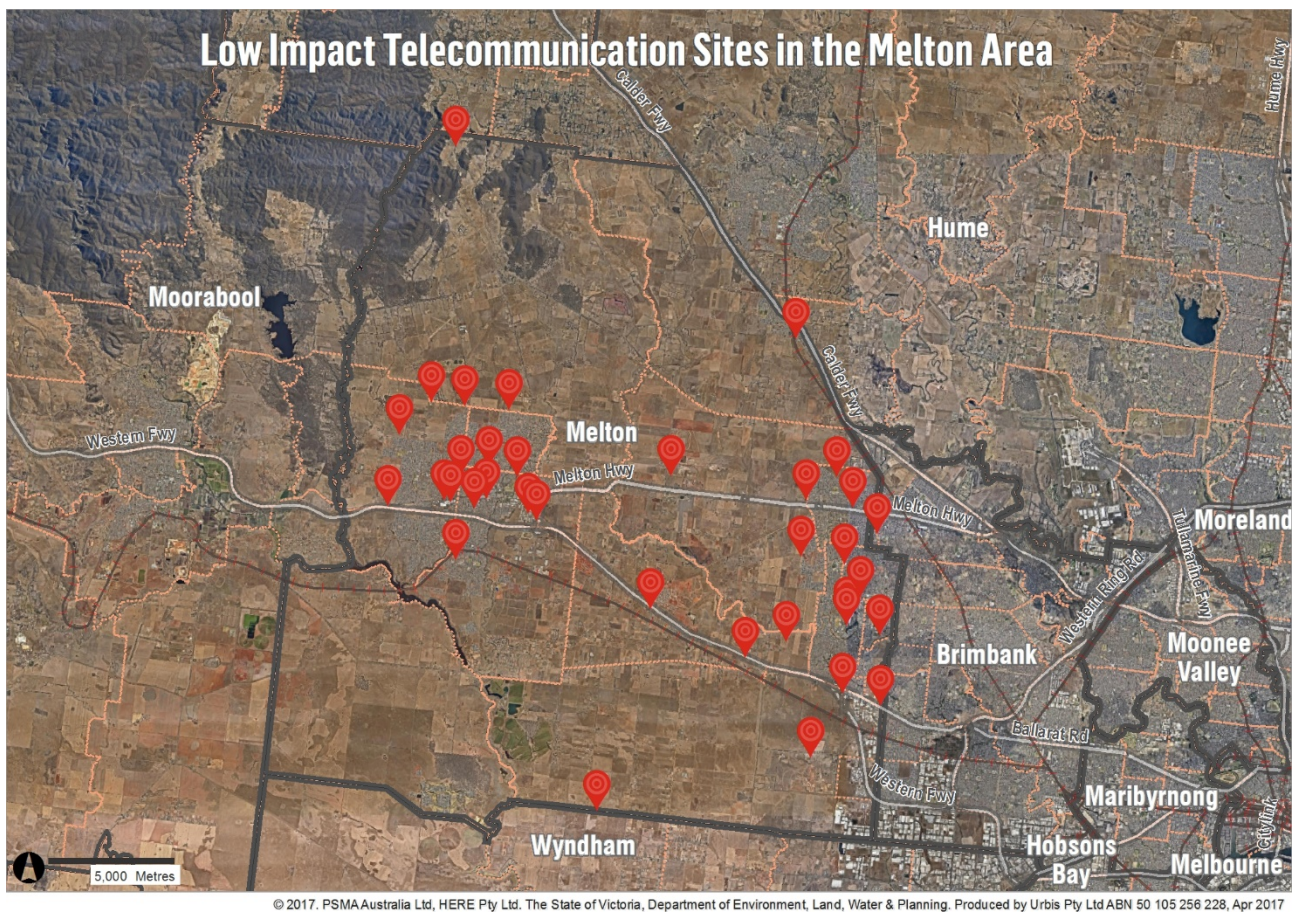 Low Impact Telecommunication Sites in the Melton Area
Calder Fwy
Hume Hwy
Hume
Moorabool
Calder Fwy
Western Fwy
Melton
Melton Hwy
Melton Hwy
Tullamarine Fwy
Moreland
Western Ring Rd
Brimbank
Moonee
Valley
Ballarat Rd
Western Fwy
Maribyrnong
Citylink
Wyndham
Hobsons
Bay
Melbourne
5,000 Metres
© 2017. PSMA Australia Ltd, HERE Pty Ltd. The State of Victoria, Department of Environment, Land, Water & Planning. Produced by Urbis Pty Ltd ABN 50 105 256 228, Apr 2017